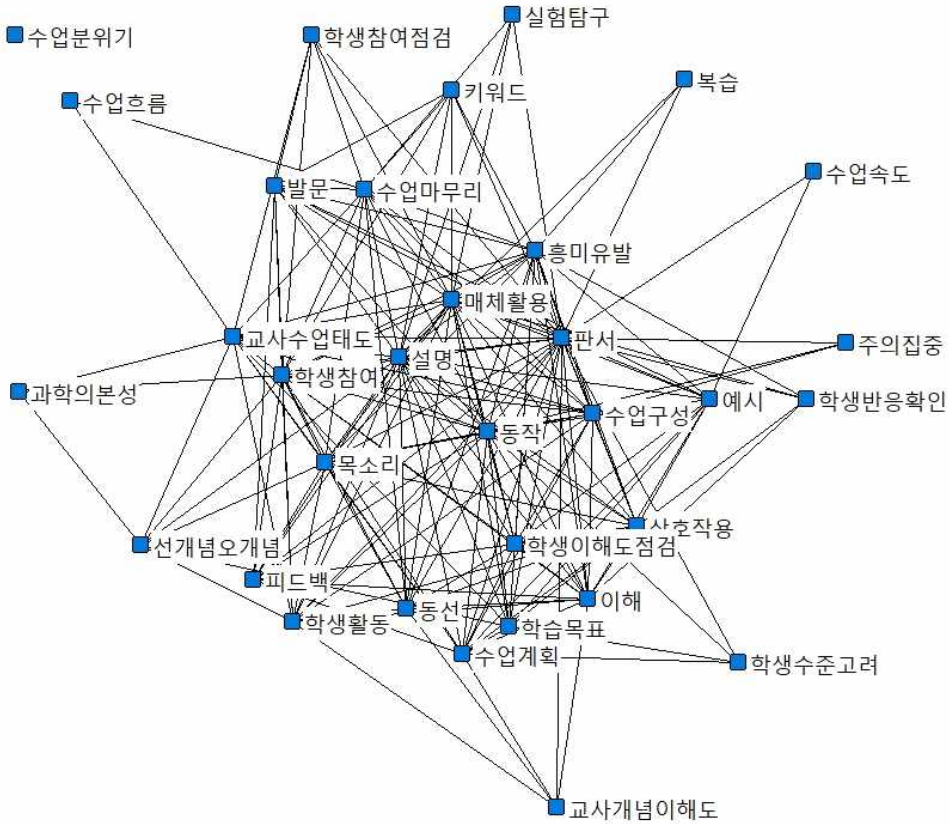 실험탐구
수업분위기
학생참여점검
복습
키워드
수업흐름
수업속도
발문
수업마무리
흥미유발
매체활용
교사수업태도
판서
주의집중
설명
학생참여
과학의본성
예시
학생반응확인
수업구성
동작
목소리
상호작용
선개념오개념
학생이해도점검
피드백
이해
동선
학생활동
학습목표
수업계획
학생수준고려
교사개념이해도